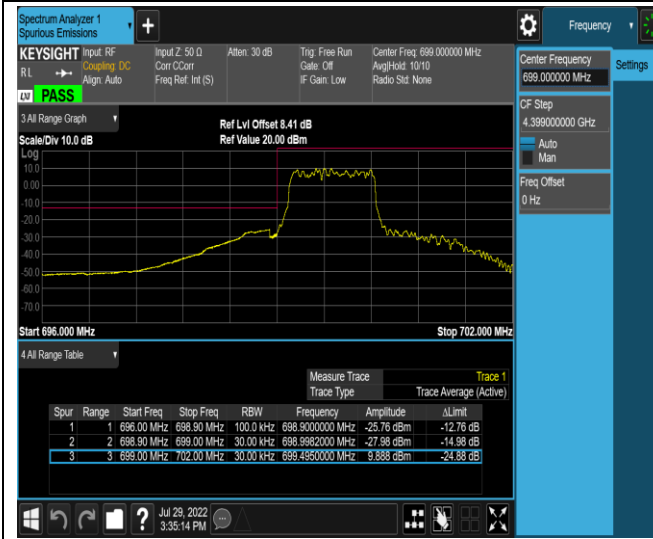 Spectrum Analyzer 1
Spurious Emissions
Frequency
KEYSIGHT
Input: RF
Coupling: DC
Align: Auto
Input Z: 50 Ω
Corr CCorr
Freq Ref: Int (S)
Atten: 30 dB
Trig: Free Run
Gate: Off
IF Gain: Low
Center Freq: 699.000000 MHz
Avg|Hold: 10/10
Radio Std: None
R L
LXI PASS
Center Frequency
699.000000 MHz
Settings
CF Step
4.399000000 GHz
Auto
Man
Freq Offset
0 Hz
3 All Range Graph
Ref Lvl Offset 8.41 dB
Scale/Div 10.0 dB
Ref Value 20.00 dBm
Log
10.0
0.00
-10.0
-20.0
-30.0
-40.0
-50.0
-60.0
-70.0
Start 696.000 MHz
Stop 702.000 MHz
4 All Range Table
Measure Trace Trace 1
Trace Type Trace Average (Active)
Spur Range Start Freq Stop Freq RBW Frequency Amplitude ΔLimit
1 1 696.00 MHz 698.90 MHz 100.0 kHz 698.9000000 MHz -25.76 dBm -12.76 dB
2 2 698.90 MHz 699.00 MHz 30.00 kHz 698.9982000 MHz -27.98 dBm -14.98 dB
3 3 699.00 MHz 702.00 MHz 30.00 kHz 699.4950000 MHz 9.888 dBm -24.88 dB
Jul 29, 2022
3:35:14 PM